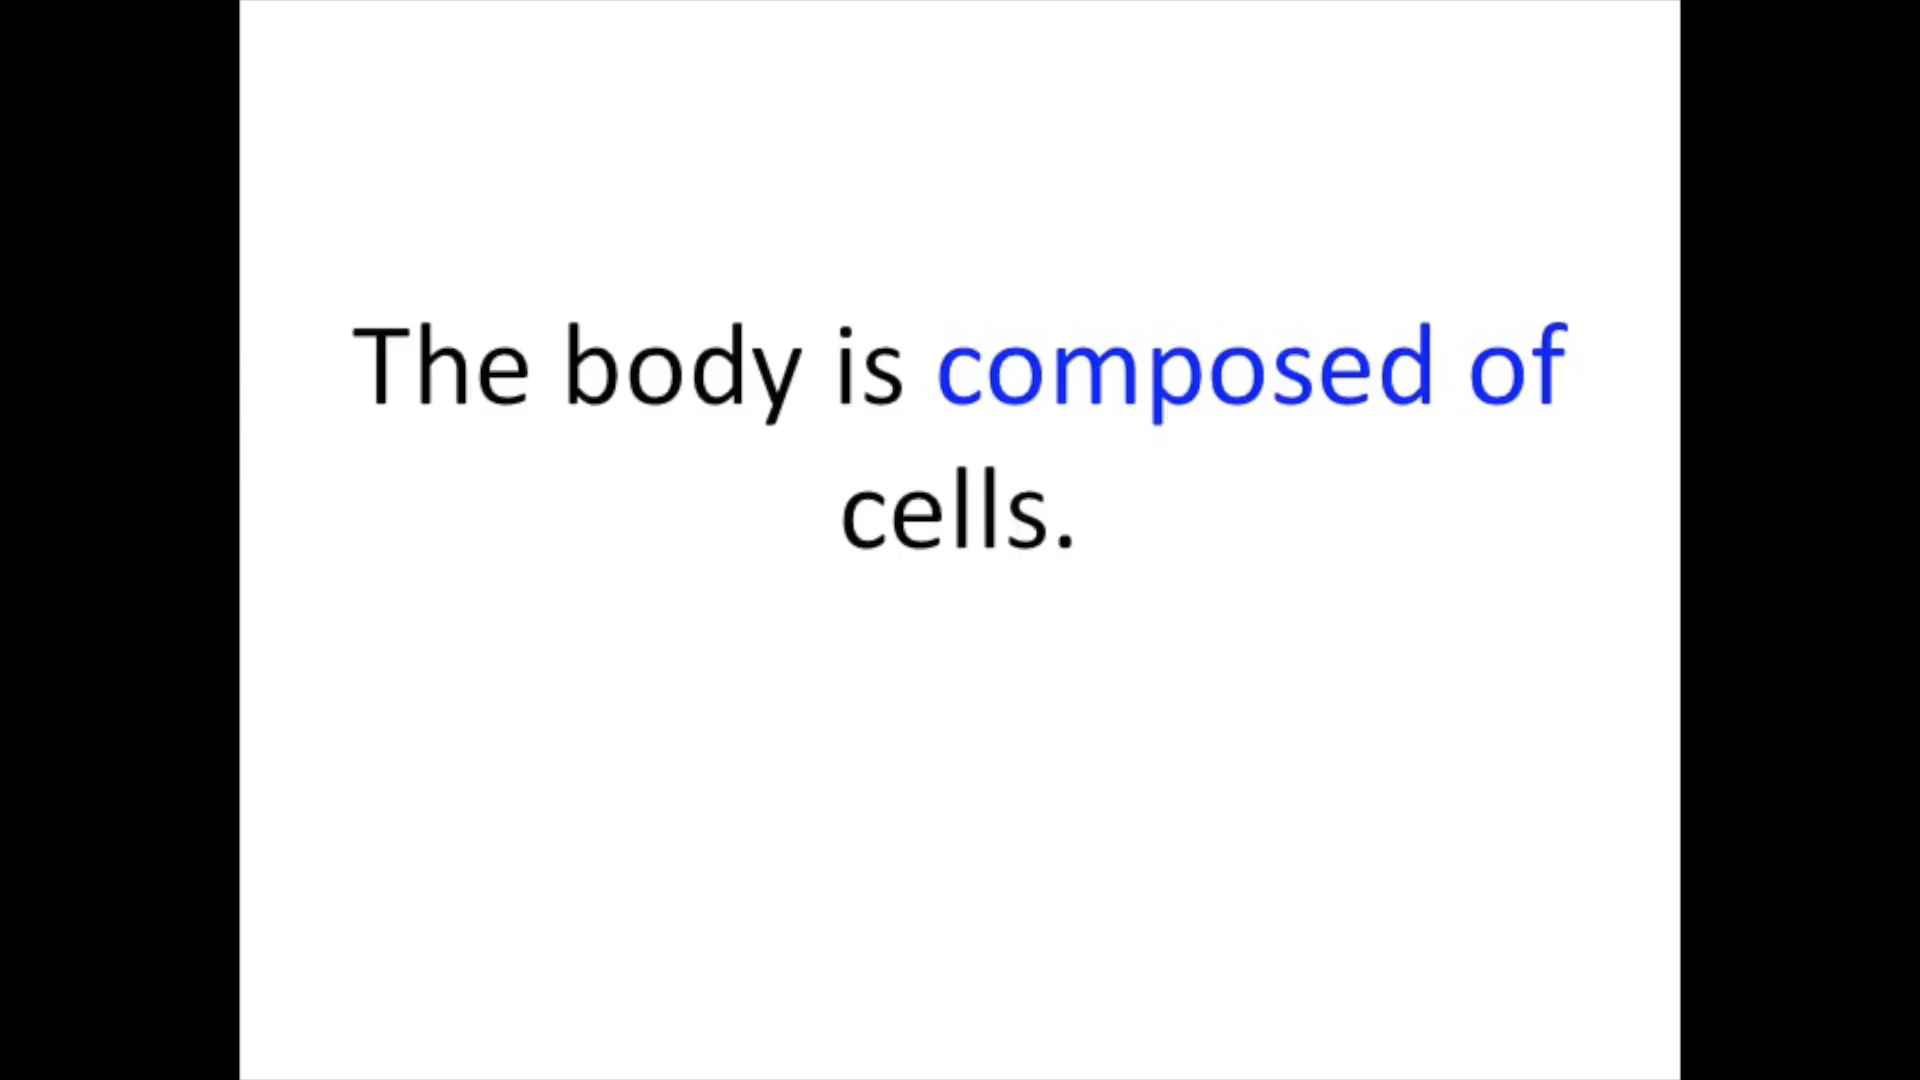 The body is composed of
cells.